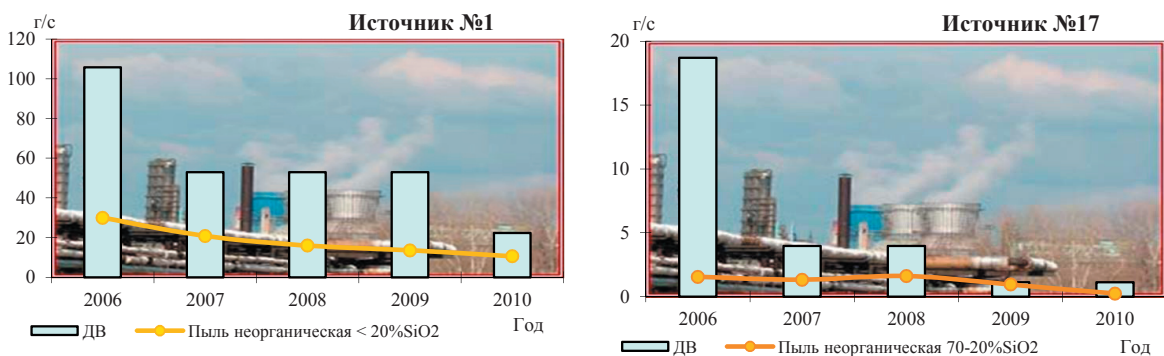 г/с
Источник №1
120
100
80
60
40
20
0
2006 2007 2008 2009 2010
Год
ДВ Пыль неорганическая < 20%SiO2
г/с
Источник №17
20
15
10
5
0
2006 2007 2008 2009 2010
ДВ Пыль неорганическая 70-20%SiO2 Год